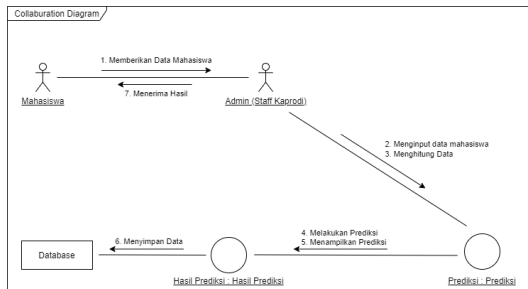 Collaburation Diagram
1. Memberikan Data Mahasiswa
7. Menerima Hasil
Mahasiswa
Admin (Staff Kaprodi)
2. Menginput data mahasiswa
3. Menghitung Data
4. Melakukan Prediksi
5. Menampilkan Prediksi
6. Menyimpan Data
Database
Hasil Prediksi : Hasil Prediksi
Prediksi : Prediksi